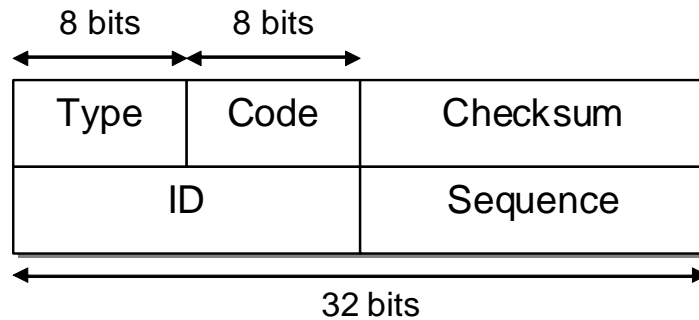 8 bits 8 bits
Type Code Checksum
ID Sequence
32 bits